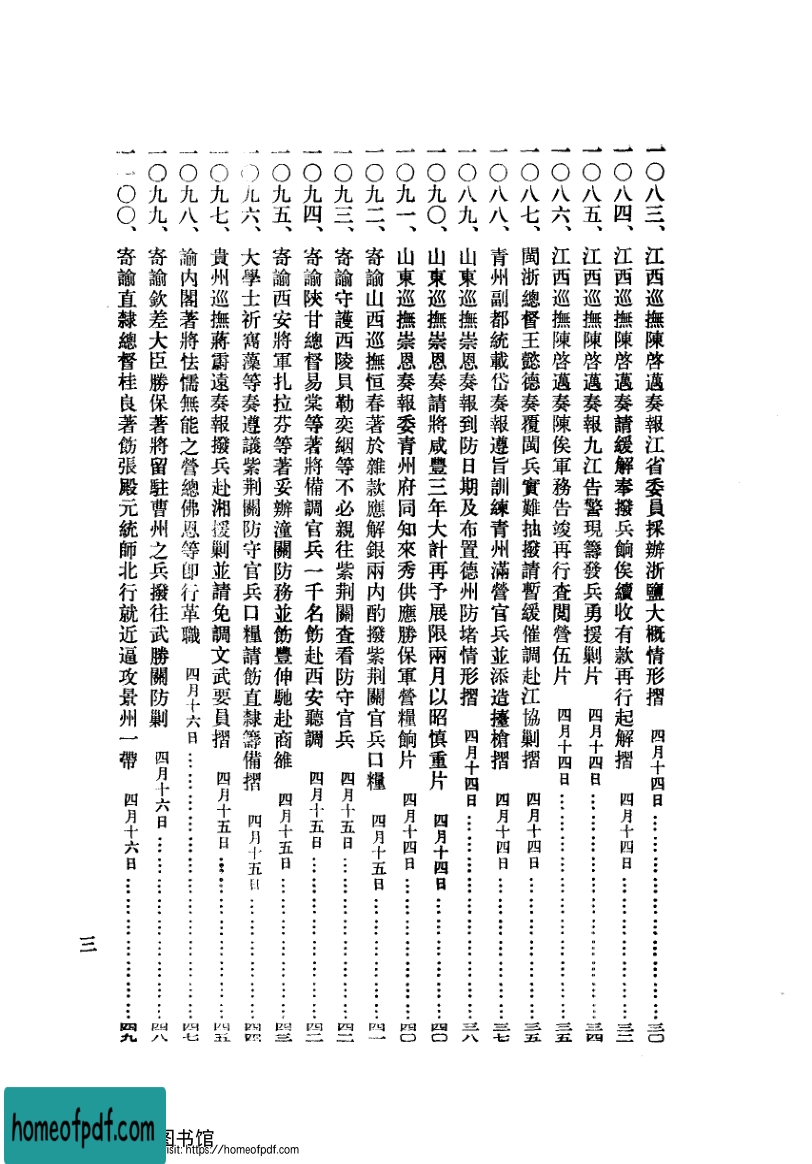 一〇八三、江西巡撫陳啓邁奏報江省委員採辦浙鹽大概情形摺 四月十四日……三〇
一〇八四、江西巡撫陳啓邁奏請緩解奉撥兵餉俟續收有款再行起解摺 四月十四日……三二
一〇八五、江西巡撫陳啓邁奏報九江告警現籌發兵勇援剿片 四月十四日……三四
一〇八六、江西巡撫陳啓邁奏陳俟軍務告竣再行查閱營伍片 四月十四日……三五
一〇八七、閩浙總督王懿德奏覆閩兵實難抽撥請暫緩催調赴江協剿摺 四月十四日……三五
一〇八八、青州副都統載岱奏報遵旨訓練青州滿營官兵並添造擡槍摺 四月十四日……三七
一〇八九、山東巡撫崇恩奏報到防日期及布置德州防堵情形摺 四月十四日……三八
一〇九〇、山東巡撫崇恩奏請將咸豐三年大計再予展限兩月以昭慎重片 四月十四日……四〇
一〇九一、山東巡撫崇恩奏報委青州府同知來秀供應勝保軍營糧餉片 四月十四日……四〇
一〇九二、寄諭山西巡撫恒春著於雜款應解銀兩內酌撥紫荆關官兵口糧 四月十五日……四一
一〇九三、寄諭守護西陵貝勒奕絪等不必親往紫荆關查看防守官兵 四月十五日……四二
一〇九四、寄諭陝甘總督易棠等著將備調官兵一千名飭赴西安聽調 四月十五日……四二
一〇九五、寄諭西安將軍扎拉芬等著妥辦潼關防務並飭豐伸馳赴商雒 四月十五日……四三
一〇九六、大學士祈寯藻等奏遵議紫荆關防守官兵口糧請飭直隸籌備摺 四月十五日……四四
一〇九七、貴州巡撫蔣霨遠奏報撥兵赴湘援剿並請免調文武要員摺 四月十五日……四五
一〇九八、諭內閣著將怯懦無能之營總佛恩等卽行革職 四月十六日……四七
一〇九九、寄諭欽差大臣勝保著將留駐曹州之兵撥往武勝關防剿 四月十六日……四八
一一〇〇、寄諭直隸總督桂良著飭張殿元統師北行就近逼攻景州一帶 四月十六日……四九
三
homeofpdf.com
图书馆
isit: https://homeofpdf.com